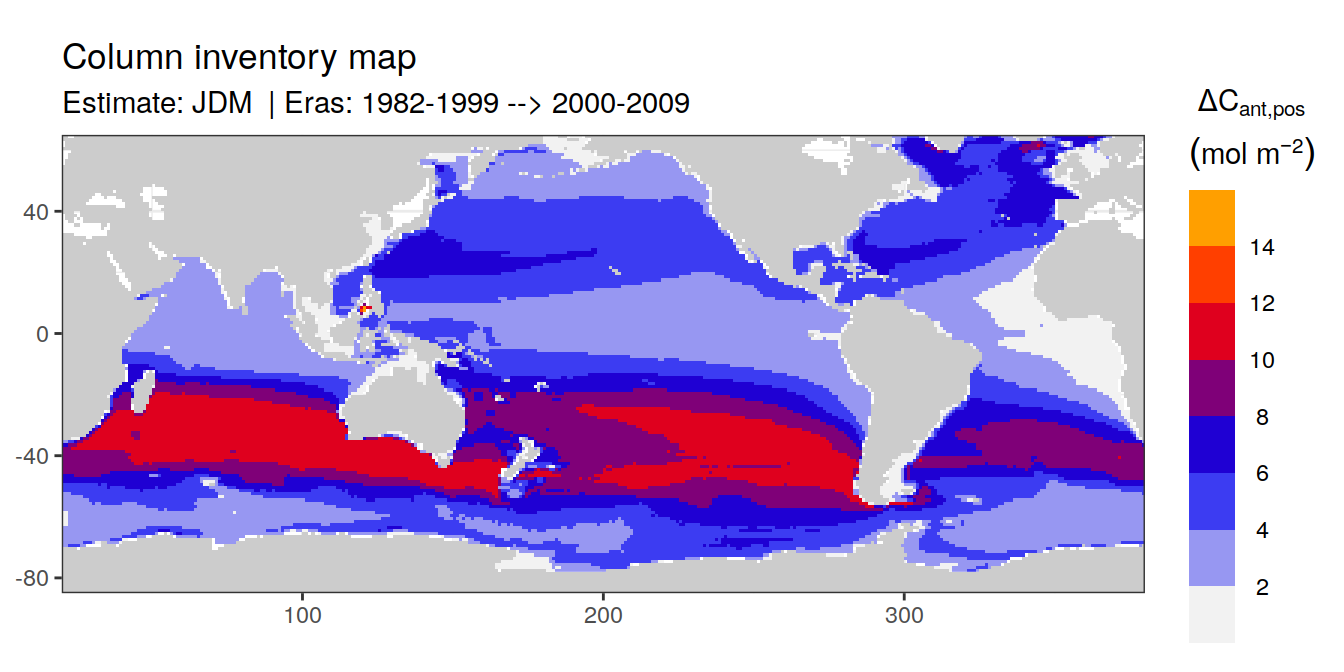 Column inventory map
Estimate: JDM | Eras: 1982-1999 --> 2000-2009
ΔCant,pos
(mol m−2)
14
12
10
8
6
4
2
40
0
-40
-80
100 200 300